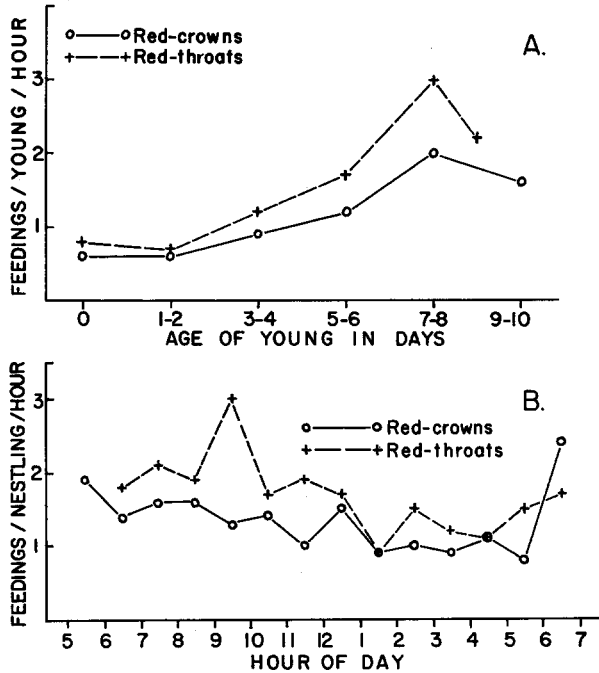 A.
Red-crowns
Red-throats
FEEDINGS / YOUNG / HOUR
3
2
1
0 1-2 3-4 5-6 7-8 9-10
AGE OF YOUNG IN DAYS
B.
Red-crowns
Red-throats
FEEDINGS / NESTLING / HOUR
3
2
1
5 6 7 8 9 10 11 12 1 2 3 4 5 6 7
HOUR OF DAY